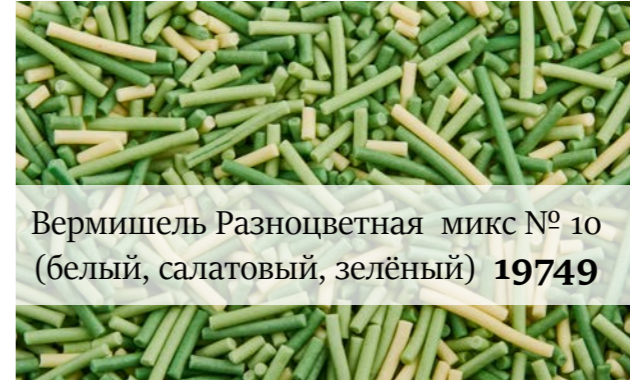 Вермишель Разноцветная микс № 10
(белый, салатовый, зелёный) 19749